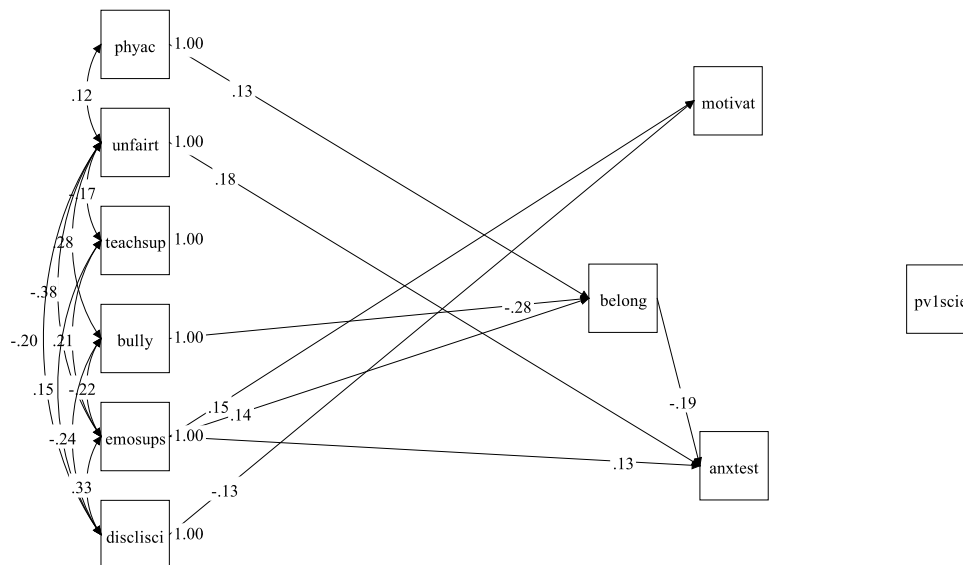 phyac
1.00
.12
.13
motivat
unfairt
1.00
.18
-.17
teachsup
1.00
.28
-.38
belong
pv1scie
-.28
-.20
.21
bully
1.00
.15
-.22
-.19
.15
.14
-.24
emosups
1.00
.13
anxtest
.33
-.13
disclisci
1.00